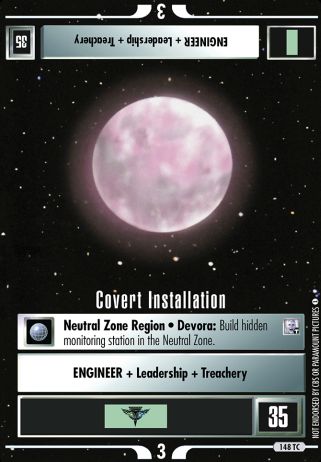 3
ENGINEER + Leadership + Treachery
35
Covert Installation
Neutral Zone Region • Devora: Build hidden
monitoring station in the Neutral Zone.
ENGINEER + Leadership + Treachery
35
3
148 TC
NOT ENDORSED BY CBS OR PARAMOUNT PICTURES